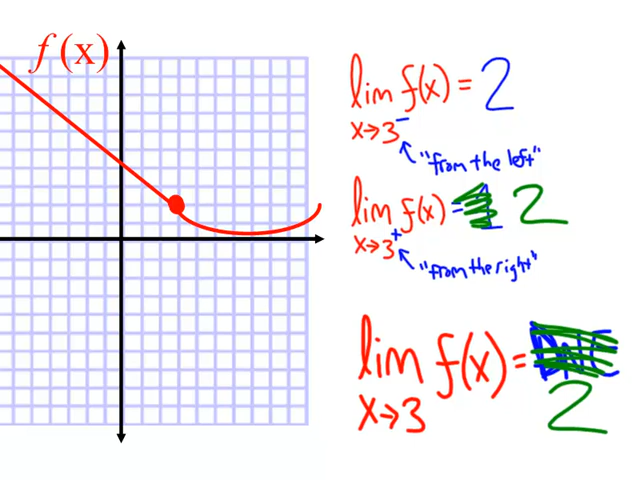 f (x)
lim f(x) = 2
x→3⁻
"from the left"
lim f(x) = 2
x→3⁺
"from the right"
lim f(x) =
x→3
2